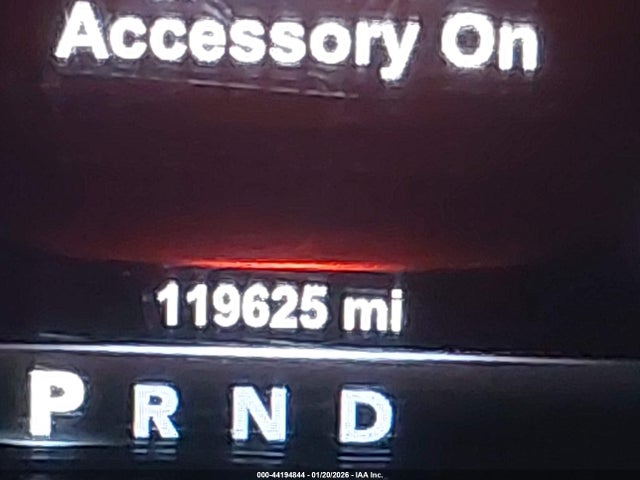 Accessory On
119625 mi
P R N D
000-44194844 - 01/20/2026 - IAA Inc.